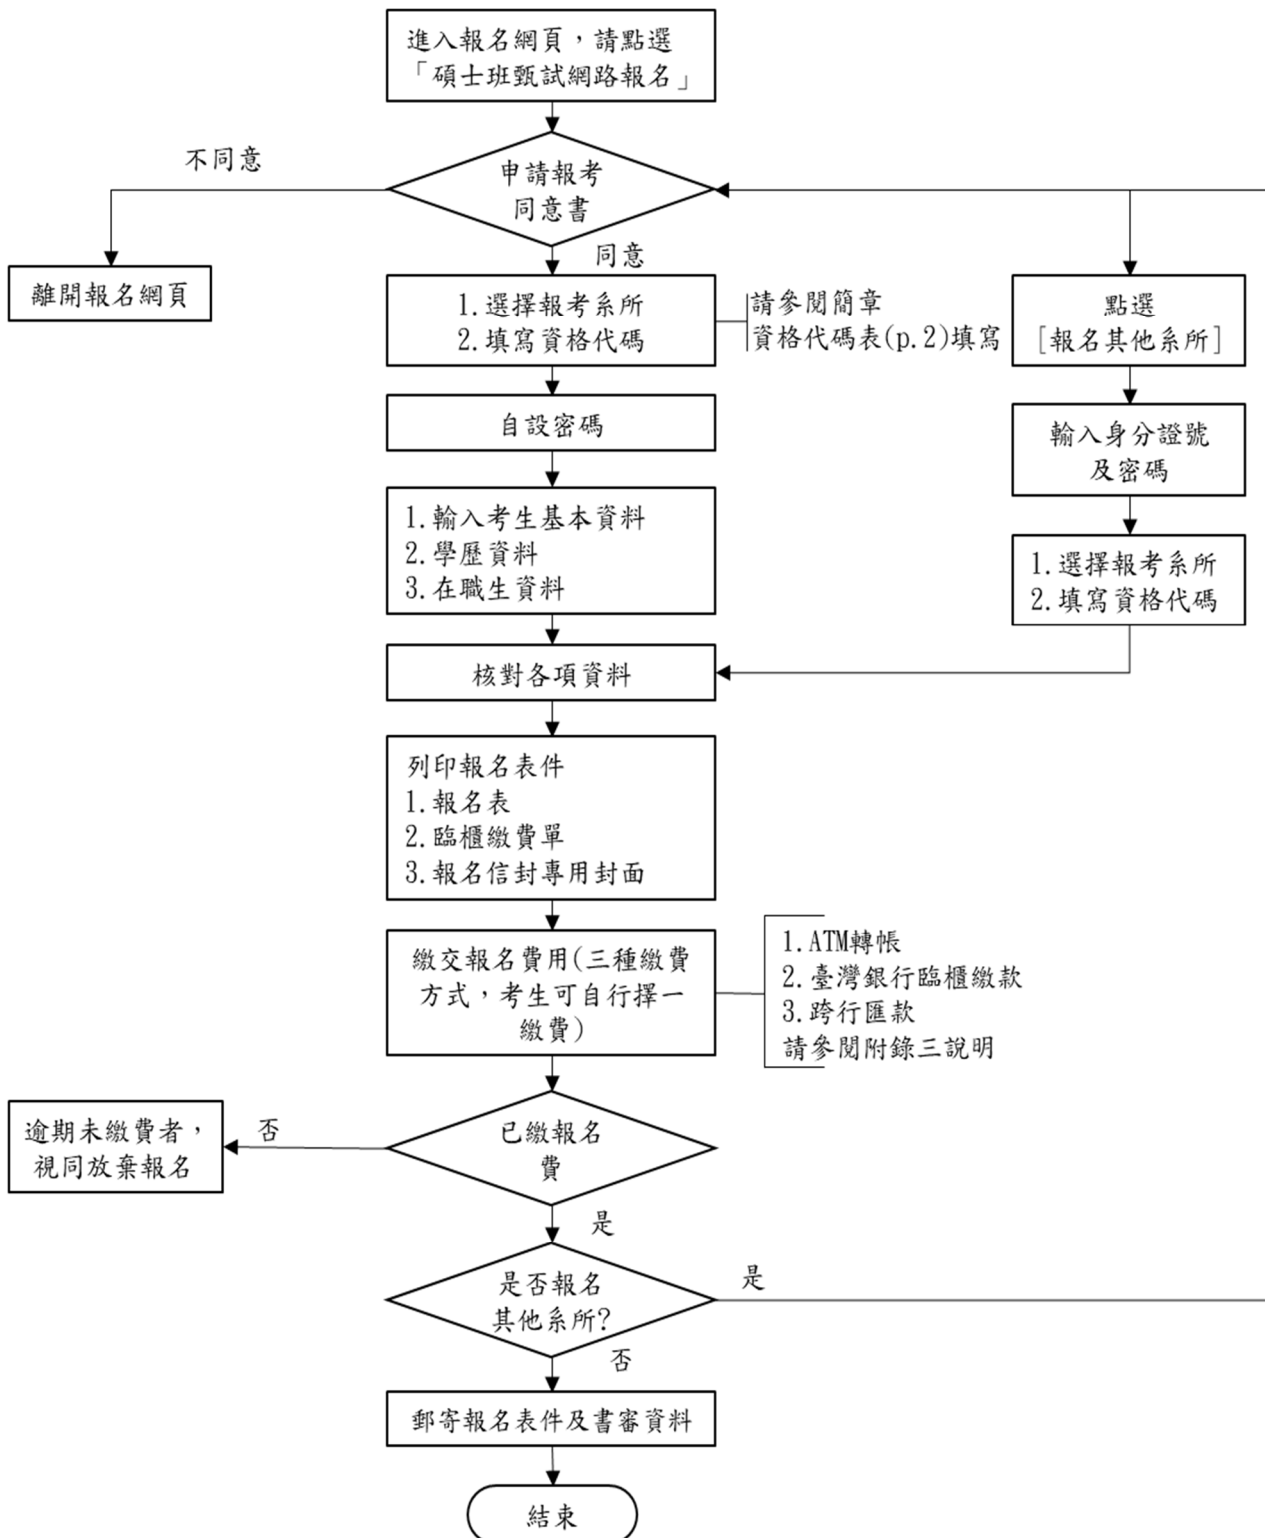 進入報名網頁，請點選
「碩士班甄試網路報名」
不同意
申請報考
同意書
同意
離開報名網頁
1.選擇報考系所
2.填寫資格代碼
請參閱簡章
資格代碼表(p.2)填寫
點選
[報名其他系所]
自設密碼
輸入身分證號
及密碼
1.輸入考生基本資料
2.學歷資料
3.在職生資料
1.選擇報考系所
2.填寫資格代碼
核對各項資料
列印報名表件
1.報名表
2.臨櫃繳費單
3.報名信封專用封面
繳交報名費用(三種繳費
方式，考生可自行擇一
繳費)
1.ATM轉帳
2.臺灣銀行臨櫃繳款
3.跨行匯款
請參閱附錄三說明
逾期未繳費者，
視同放棄報名
否
已繳報名
費
是
是否報名
其他系所?
是
否
郵寄報名表件及書審資料
結束